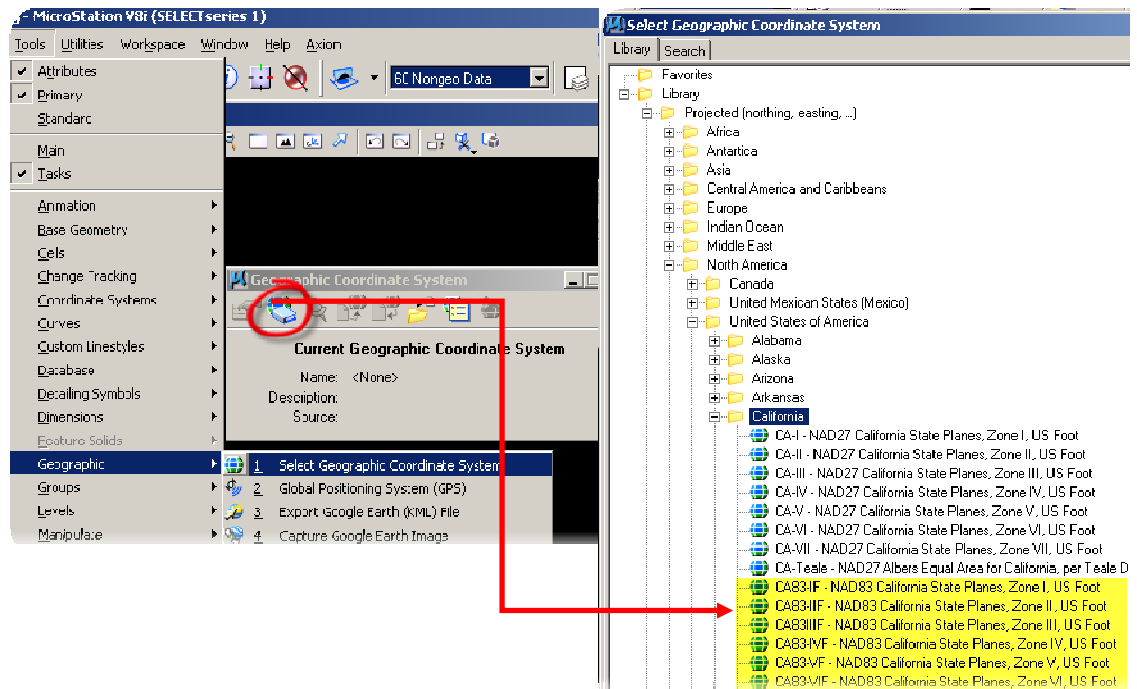 - MicroStation V8i (SELECTseries 1)
Tools Utilities Workspace Window Help Axion
Attributes
Primary
Standard
Main
Tasks
Animation
Base Geometry
Cells
Change Tracking
Coordinate Systems
Curves
Custom Linestyles
Database
Detailing Symbols
Dimensions
Feature Solids
Geographic
Groups
Levels
Manipulate
6C Nongeo Data
Geographic Coordinate System
Current Geographic Coordinate System
Name: <None>
Description:
Source:
1 Select Geographic Coordinate System
2 Global Positioning System (GPS)
3 Export Google Earth (KML) File
4 Capture Google Earth Image
Select Geographic Coordinate System
Library Search
Favorites
Library
Projected (northing, easting, ...)
Africa
Antartica
Asia
Central America and Caribbeans
Europe
Indian Ocean
Middle East
North America
Canada
United Mexican States (Mexico)
United States of America
Alabama
Alaska
Arizona
Arkansas
California
CA-I - NAD27 California State Planes, Zone I, US Foot
CA-II - NAD27 California State Planes, Zone II, US Foot
CA-III - NAD27 California State Planes, Zone III, US Foot
CA-IV - NAD27 California State Planes, Zone IV, US Foot
CA-V - NAD27 California State Planes, Zone V, US Foot
CA-VI - NAD27 California State Planes, Zone VI, US Foot
CA-VII - NAD27 California State Planes, Zone VII, US Foot
CA-Teale - NAD27 Albers Equal Area for California, per Teale D
CA83-IF - NAD83 California State Planes, Zone I, US Foot
CA83-IIF - NAD83 California State Planes, Zone II, US Foot
CA83IIIF - NAD83 California State Planes, Zone III, US Foot
CA83-IVF - NAD83 California State Planes, Zone IV, US Foot
CA83-VF - NAD83 California State Planes, Zone V, US Foot
CA83-VIF - NAD83 California State Planes, Zone VI, US Foot